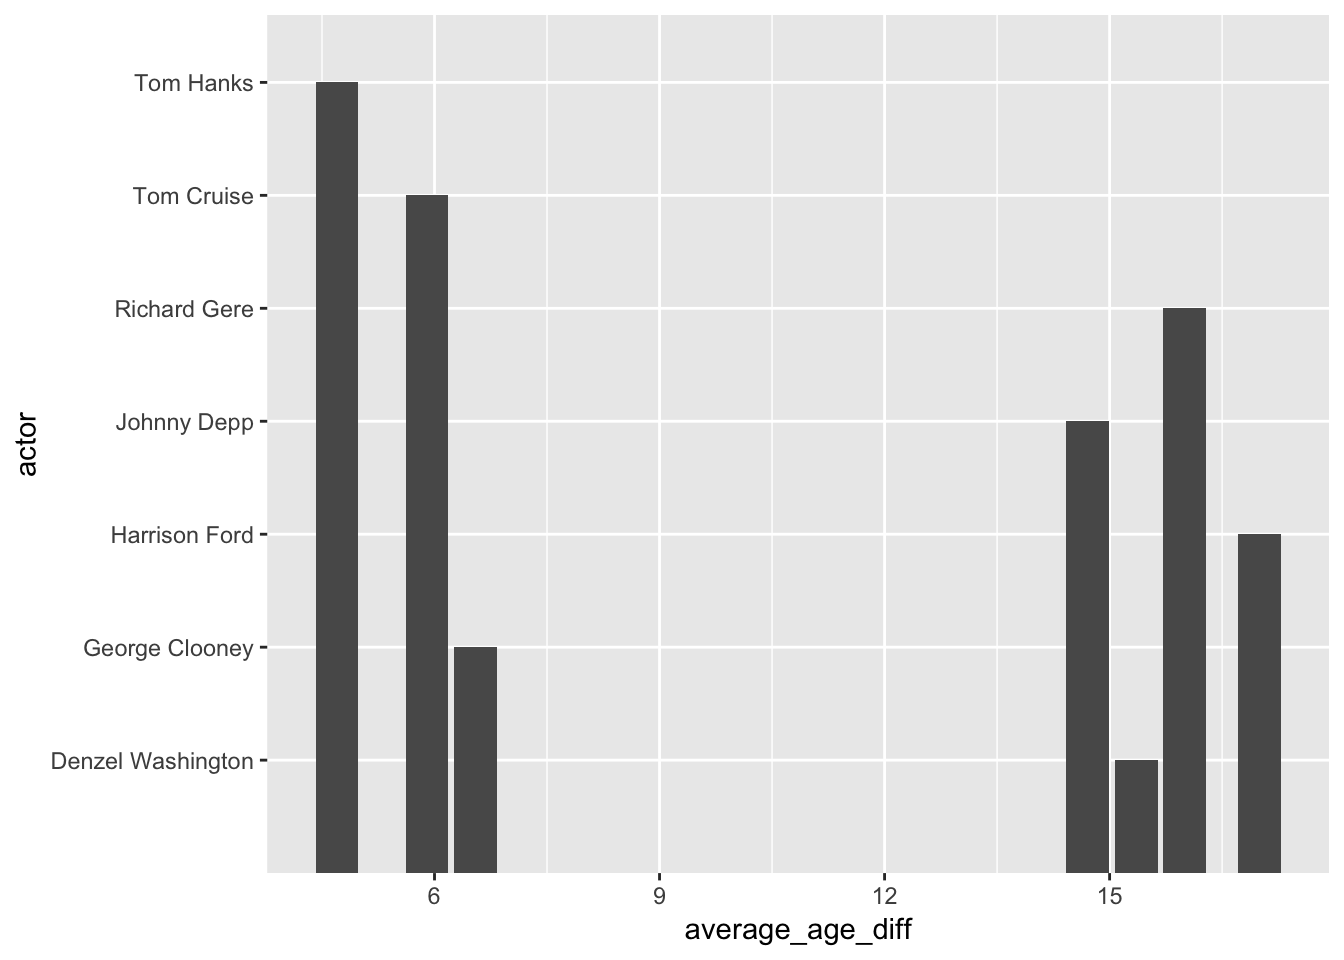 Tom Hanks
Tom Cruise
Richard Gere
Johnny Depp
Harrison Ford
George Clooney
Denzel Washington
actor
6 9 12 15
average_age_diff